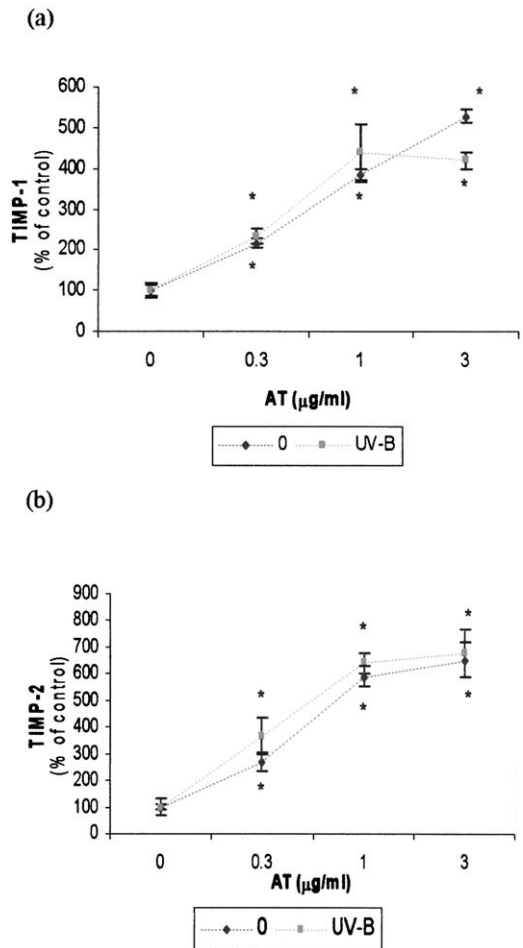 (a)
600
*
*
500
400
*
*
300
*
200
*
100
0
TIMP-1
(% of control)
0 0.3 1 3
AT (µg/ml)
0 UV-B
(b)
900
*
800
*
700
600
*
500
*
*
400
300
*
200
100
0
TIMP-2
(% of control)
0 0.3 1 3
AT (µg/ml)
0 UV-B